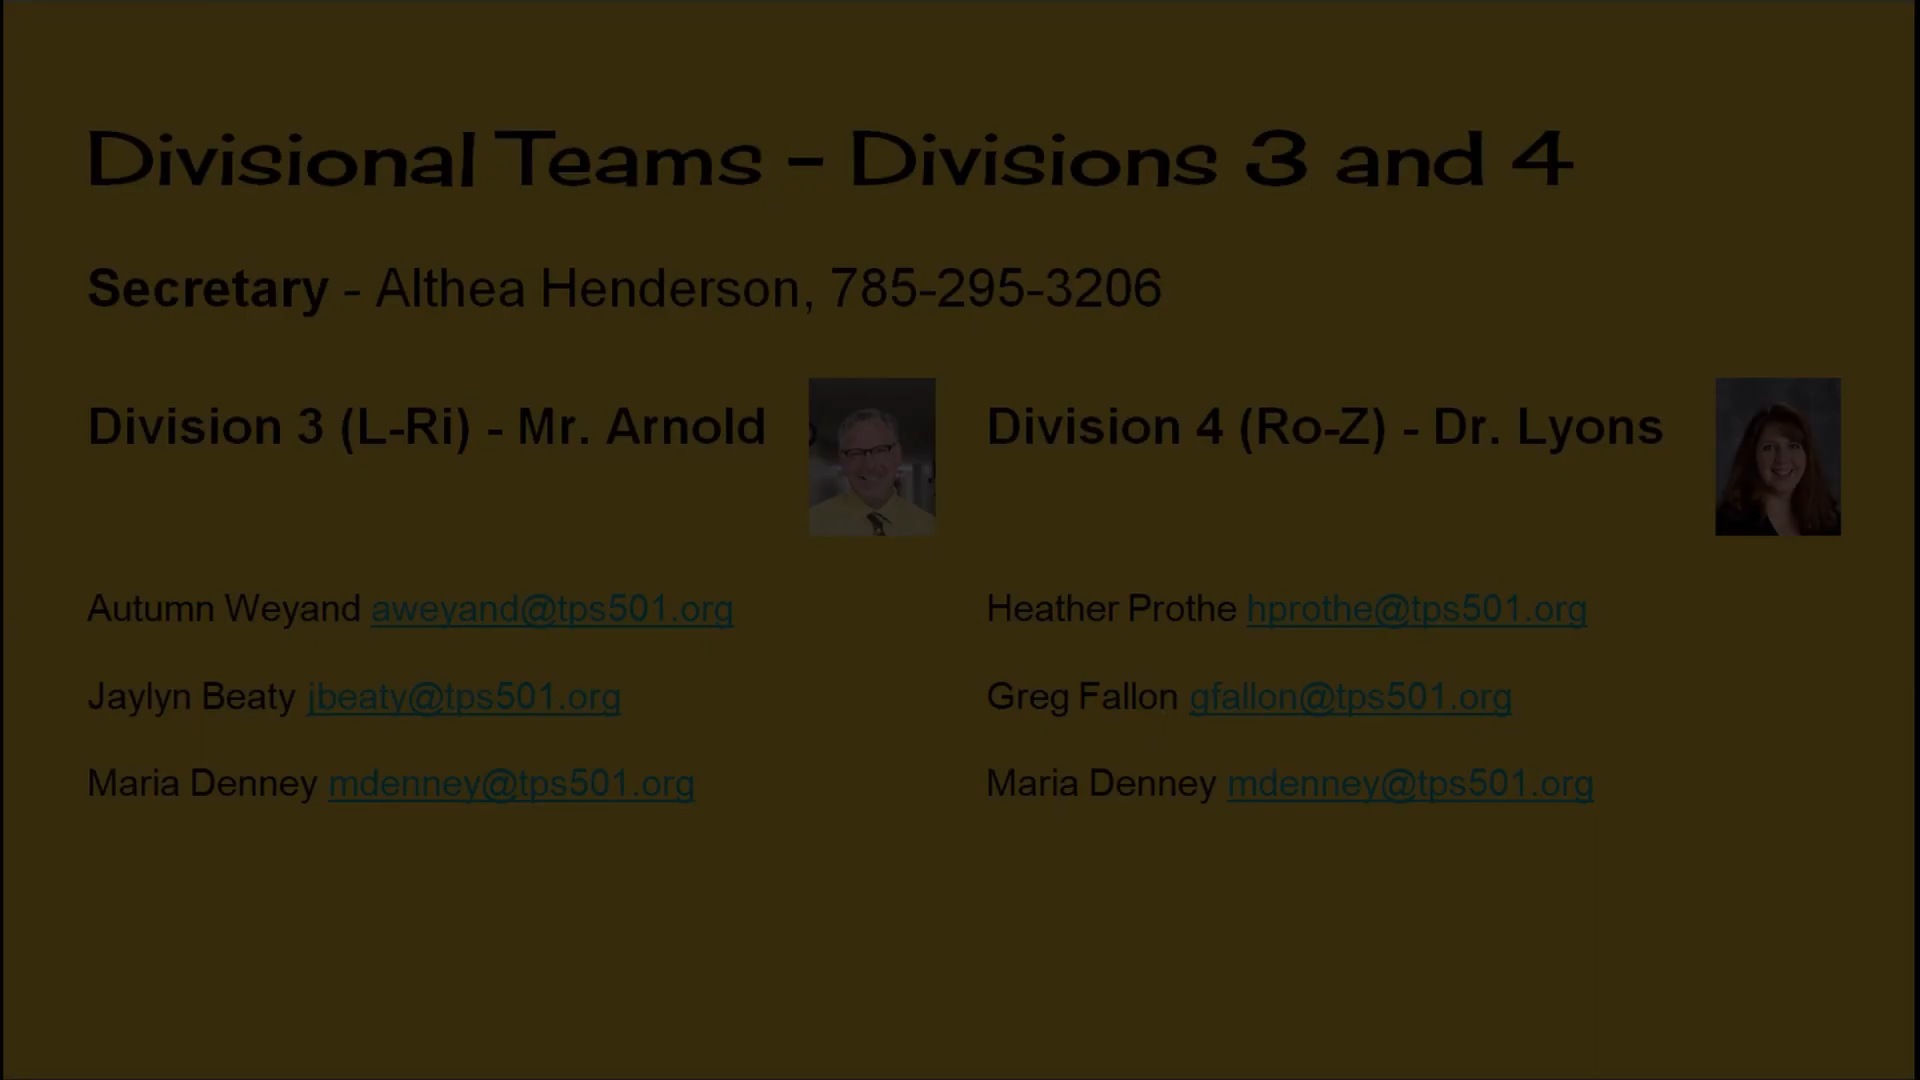 Divisional Teams - Divisions 3 and 4
Secretary - Althea Henderson, 785-295-3206
Division 3 (L-Ri) - Mr. Arnold
Autumn Weyand aweyand@tps501.org
Jaylyn Beaty jbeaty@tps501.org
Maria Denney mdenney@tps501.org
Division 4 (Ro-Z) - Dr. Lyons
Heather Prothe hprothe@tps501.org
Greg Fallon gfallon@tps501.org
Maria Denney mdenney@tps501.org